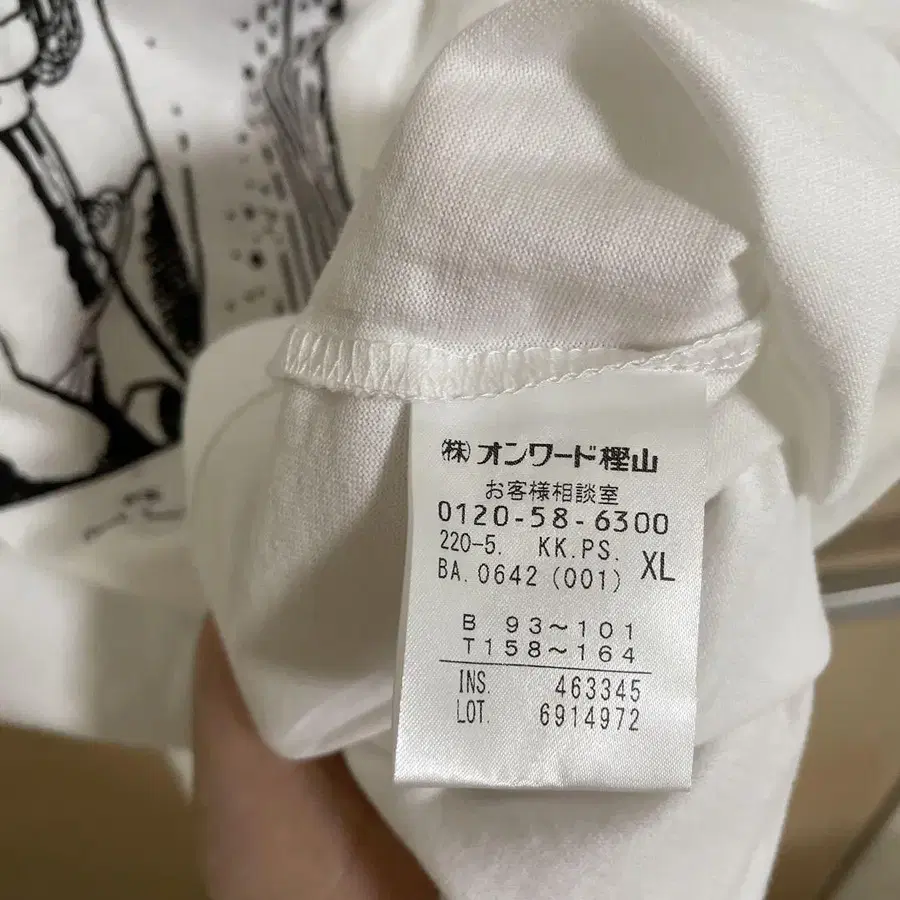 ㈱オンワード樫山
お客様相談室
0120-58-6300
220-5. KK.PS. XL
BA.0642(001)
B 93～101
T158～164
INS. 463345
LOT. 6914972